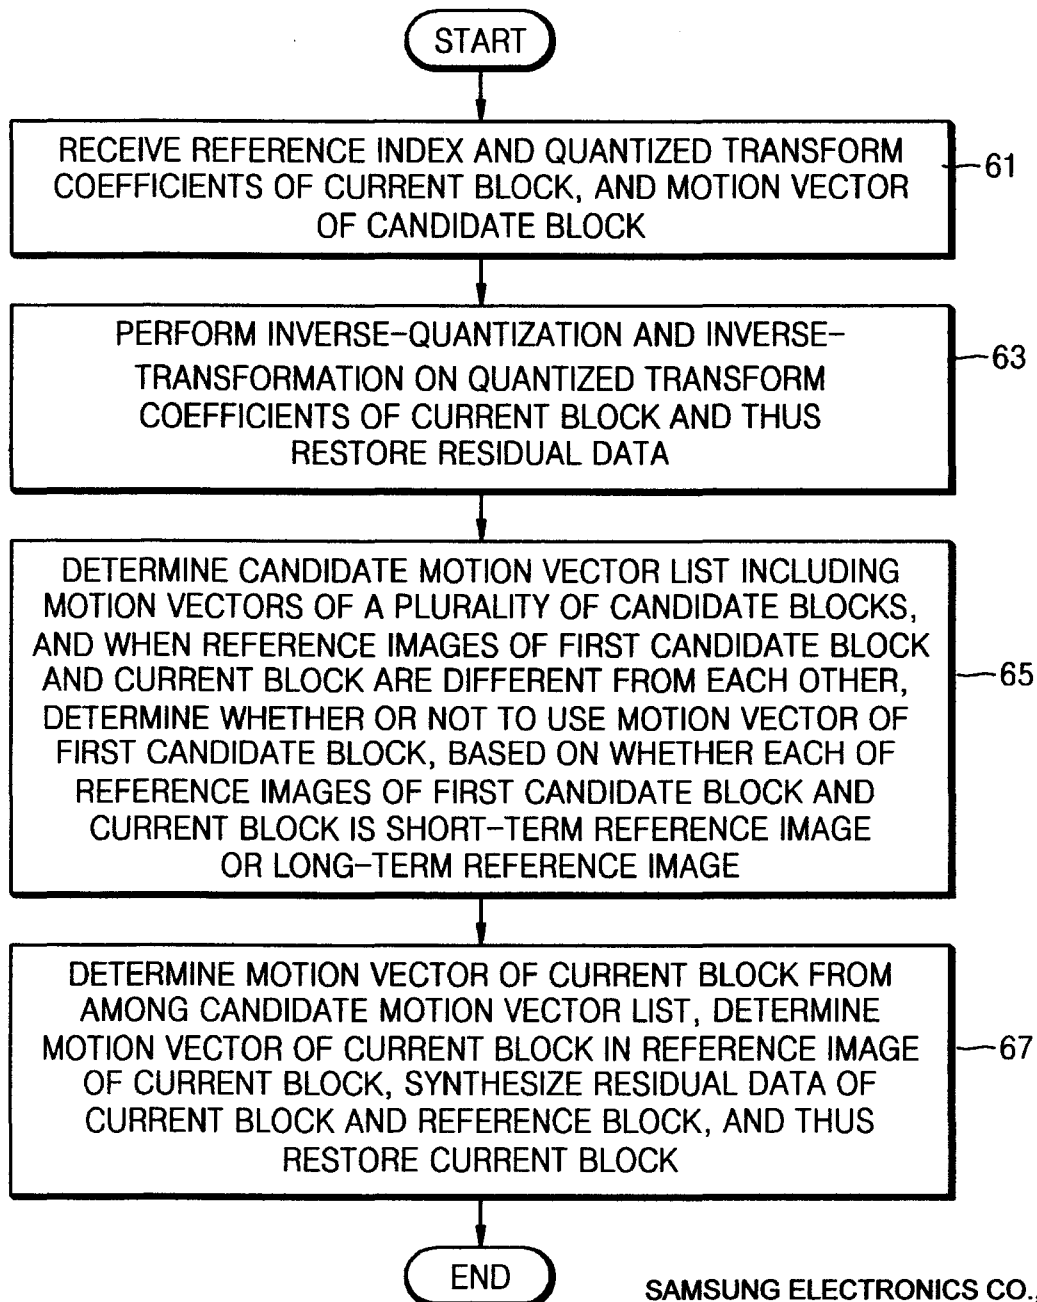 START
RECEIVE REFERENCE INDEX AND QUANTIZED TRANSFORM
COEFFICIENTS OF CURRENT BLOCK, AND MOTION VECTOR
OF CANDIDATE BLOCK
61
PERFORM INVERSE-QUANTIZATION AND INVERSE-
TRANSFORMATION ON QUANTIZED TRANSFORM
COEFFICIENTS OF CURRENT BLOCK AND THUS
RESTORE RESIDUAL DATA
63
DETERMINE CANDIDATE MOTION VECTOR LIST INCLUDING
MOTION VECTORS OF A PLURALITY OF CANDIDATE BLOCKS,
AND WHEN REFERENCE IMAGES OF FIRST CANDIDATE BLOCK
AND CURRENT BLOCK ARE DIFFERENT FROM EACH OTHER,
DETERMINE WHETHER OR NOT TO USE MOTION VECTOR OF
FIRST CANDIDATE BLOCK, BASED ON WHETHER EACH OF
REFERENCE IMAGES OF FIRST CANDIDATE BLOCK AND
CURRENT BLOCK IS SHORT-TERM REFERENCE IMAGE
OR LONG-TERM REFERENCE IMAGE
65
DETERMINE MOTION VECTOR OF CURRENT BLOCK FROM
AMONG CANDIDATE MOTION VECTOR LIST, DETERMINE
MOTION VECTOR OF CURRENT BLOCK IN REFERENCE IMAGE
OF CURRENT BLOCK, SYNTHESIZE RESIDUAL DATA OF
CURRENT BLOCK AND REFERENCE BLOCK, AND THUS
RESTORE CURRENT BLOCK
67
END
SAMSUNG ELECTRONICS CO.,